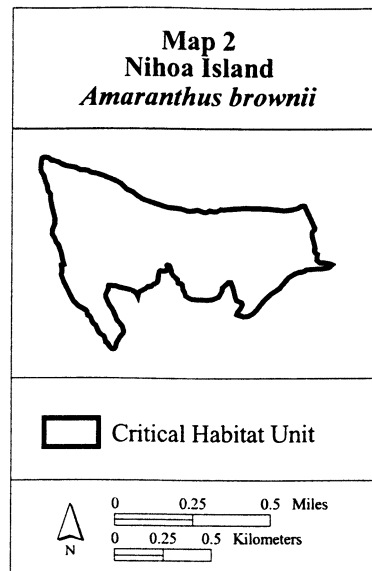 Map 2
Nihoa Island
Amaranthus brownii
Critical Habitat Unit
0 0.25 0.5 Miles
0 0.25 0.5 Kilometers
N